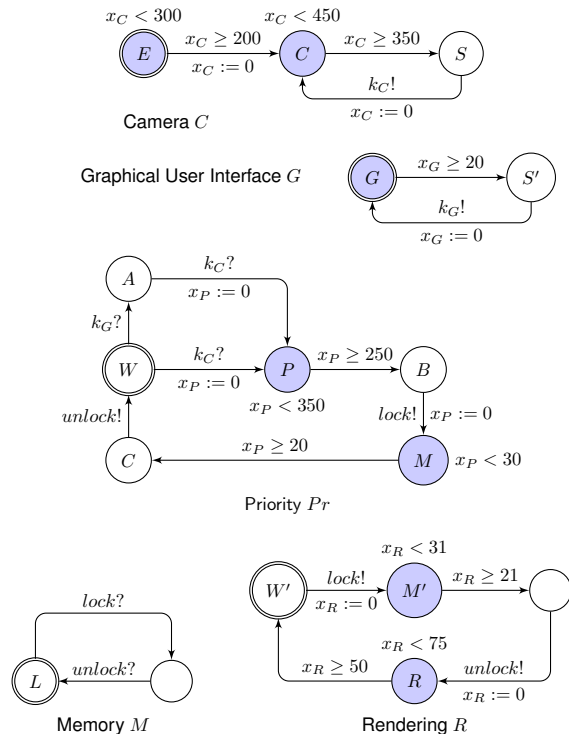 x_C < 300
x_C < 450
E
x_C ≥ 200
x_C := 0
C
x_C ≥ 350
S
k_C!
x_C := 0
Camera C
Graphical User Interface G
G
x_G ≥ 20
S′
k_G!
x_G := 0
A
k_C?
x_P := 0
k_G?
W
k_C?
x_P := 0
P
x_P ≥ 250
B
x_P < 350
unlock!
lock!
x_P := 0
C
x_P ≥ 20
M
x_P < 30
Priority Pr
lock?
L
unlock?
Memory M
x_R < 31
W′
lock!
x_R := 0
M′
x_R ≥ 21
x_R < 75
x_R ≥ 50
R
unlock!
x_R := 0
Rendering R